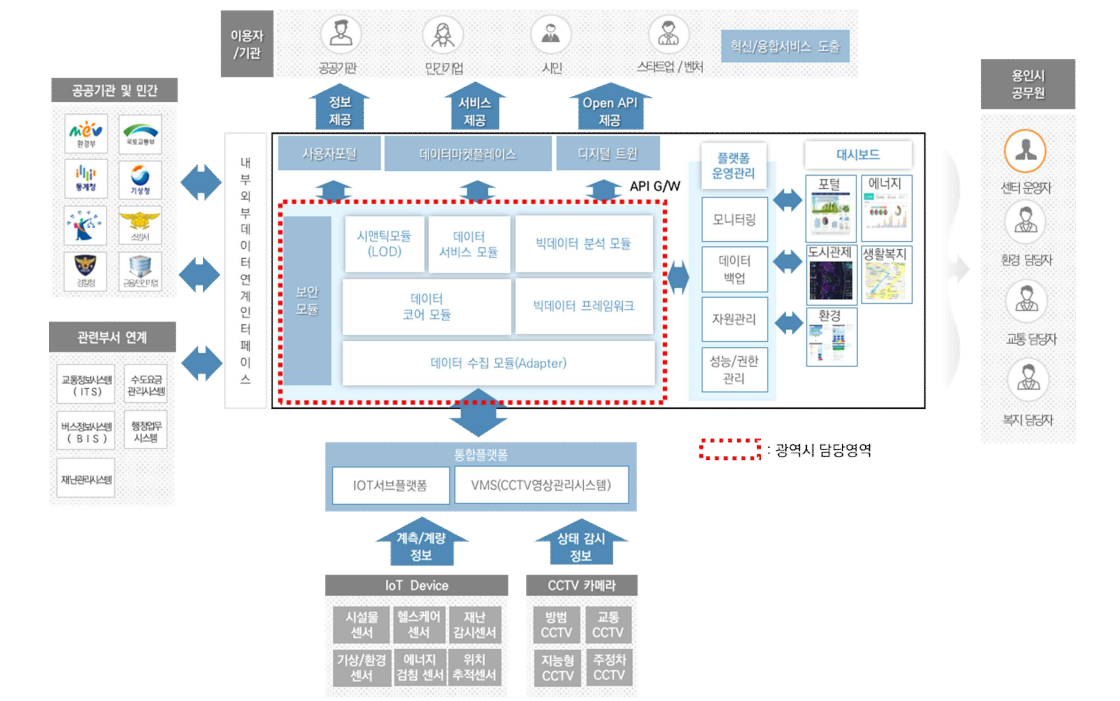 이용자
/기관
공공기관
민간기업
시민
스타트업 / 벤처
혁신/융합서비스 도출
정보
제공
서비스
제공
Open API
제공
공공기관 및 민간
환경부
국토교통부
통계청
기상청
소방서
경찰청
관련부서 연계
교통정보시스템
( I T S )
수도요금
관리시스템
버스정보시스템
( B I S )
행정업무
시스템
재난관리시스템
내
부
외
부
데
이
터
연
계
인
터
페
이
스
사용자포털
데이터마켓플레이스
디지털 트윈
API G/W
보안
모듈
시맨틱모듈
(LOD)
데이터
서비스 모듈
빅데이터 분석 모듈
데이터
코어 모듈
빅데이터 프레임워크
데이터 수집 모듈(Adapter)
플랫폼
운영관리
모니터링
데이터
백업
자원관리
성능/권한
관리
대시보드
포털
에너지
도시관제
생활복지
환경
용인시
공무원
센터 운영자
환경 담당자
교통 담당자
복지 담당자
: 광역시 담당영역
통합플랫폼
IOT서브플랫폼
VMS(CCTV영상관리시스템)
계측/계량
정보
상태 감시
정보
IoT Device
시설물
센서
헬스케어
센서
재난
감시센서
기상/환경
센서
에너지
검침 센서
위치
추적센서
CCTV 카메라
방범
CCTV
교통
CCTV
지능형
CCTV
주정차
CCTV